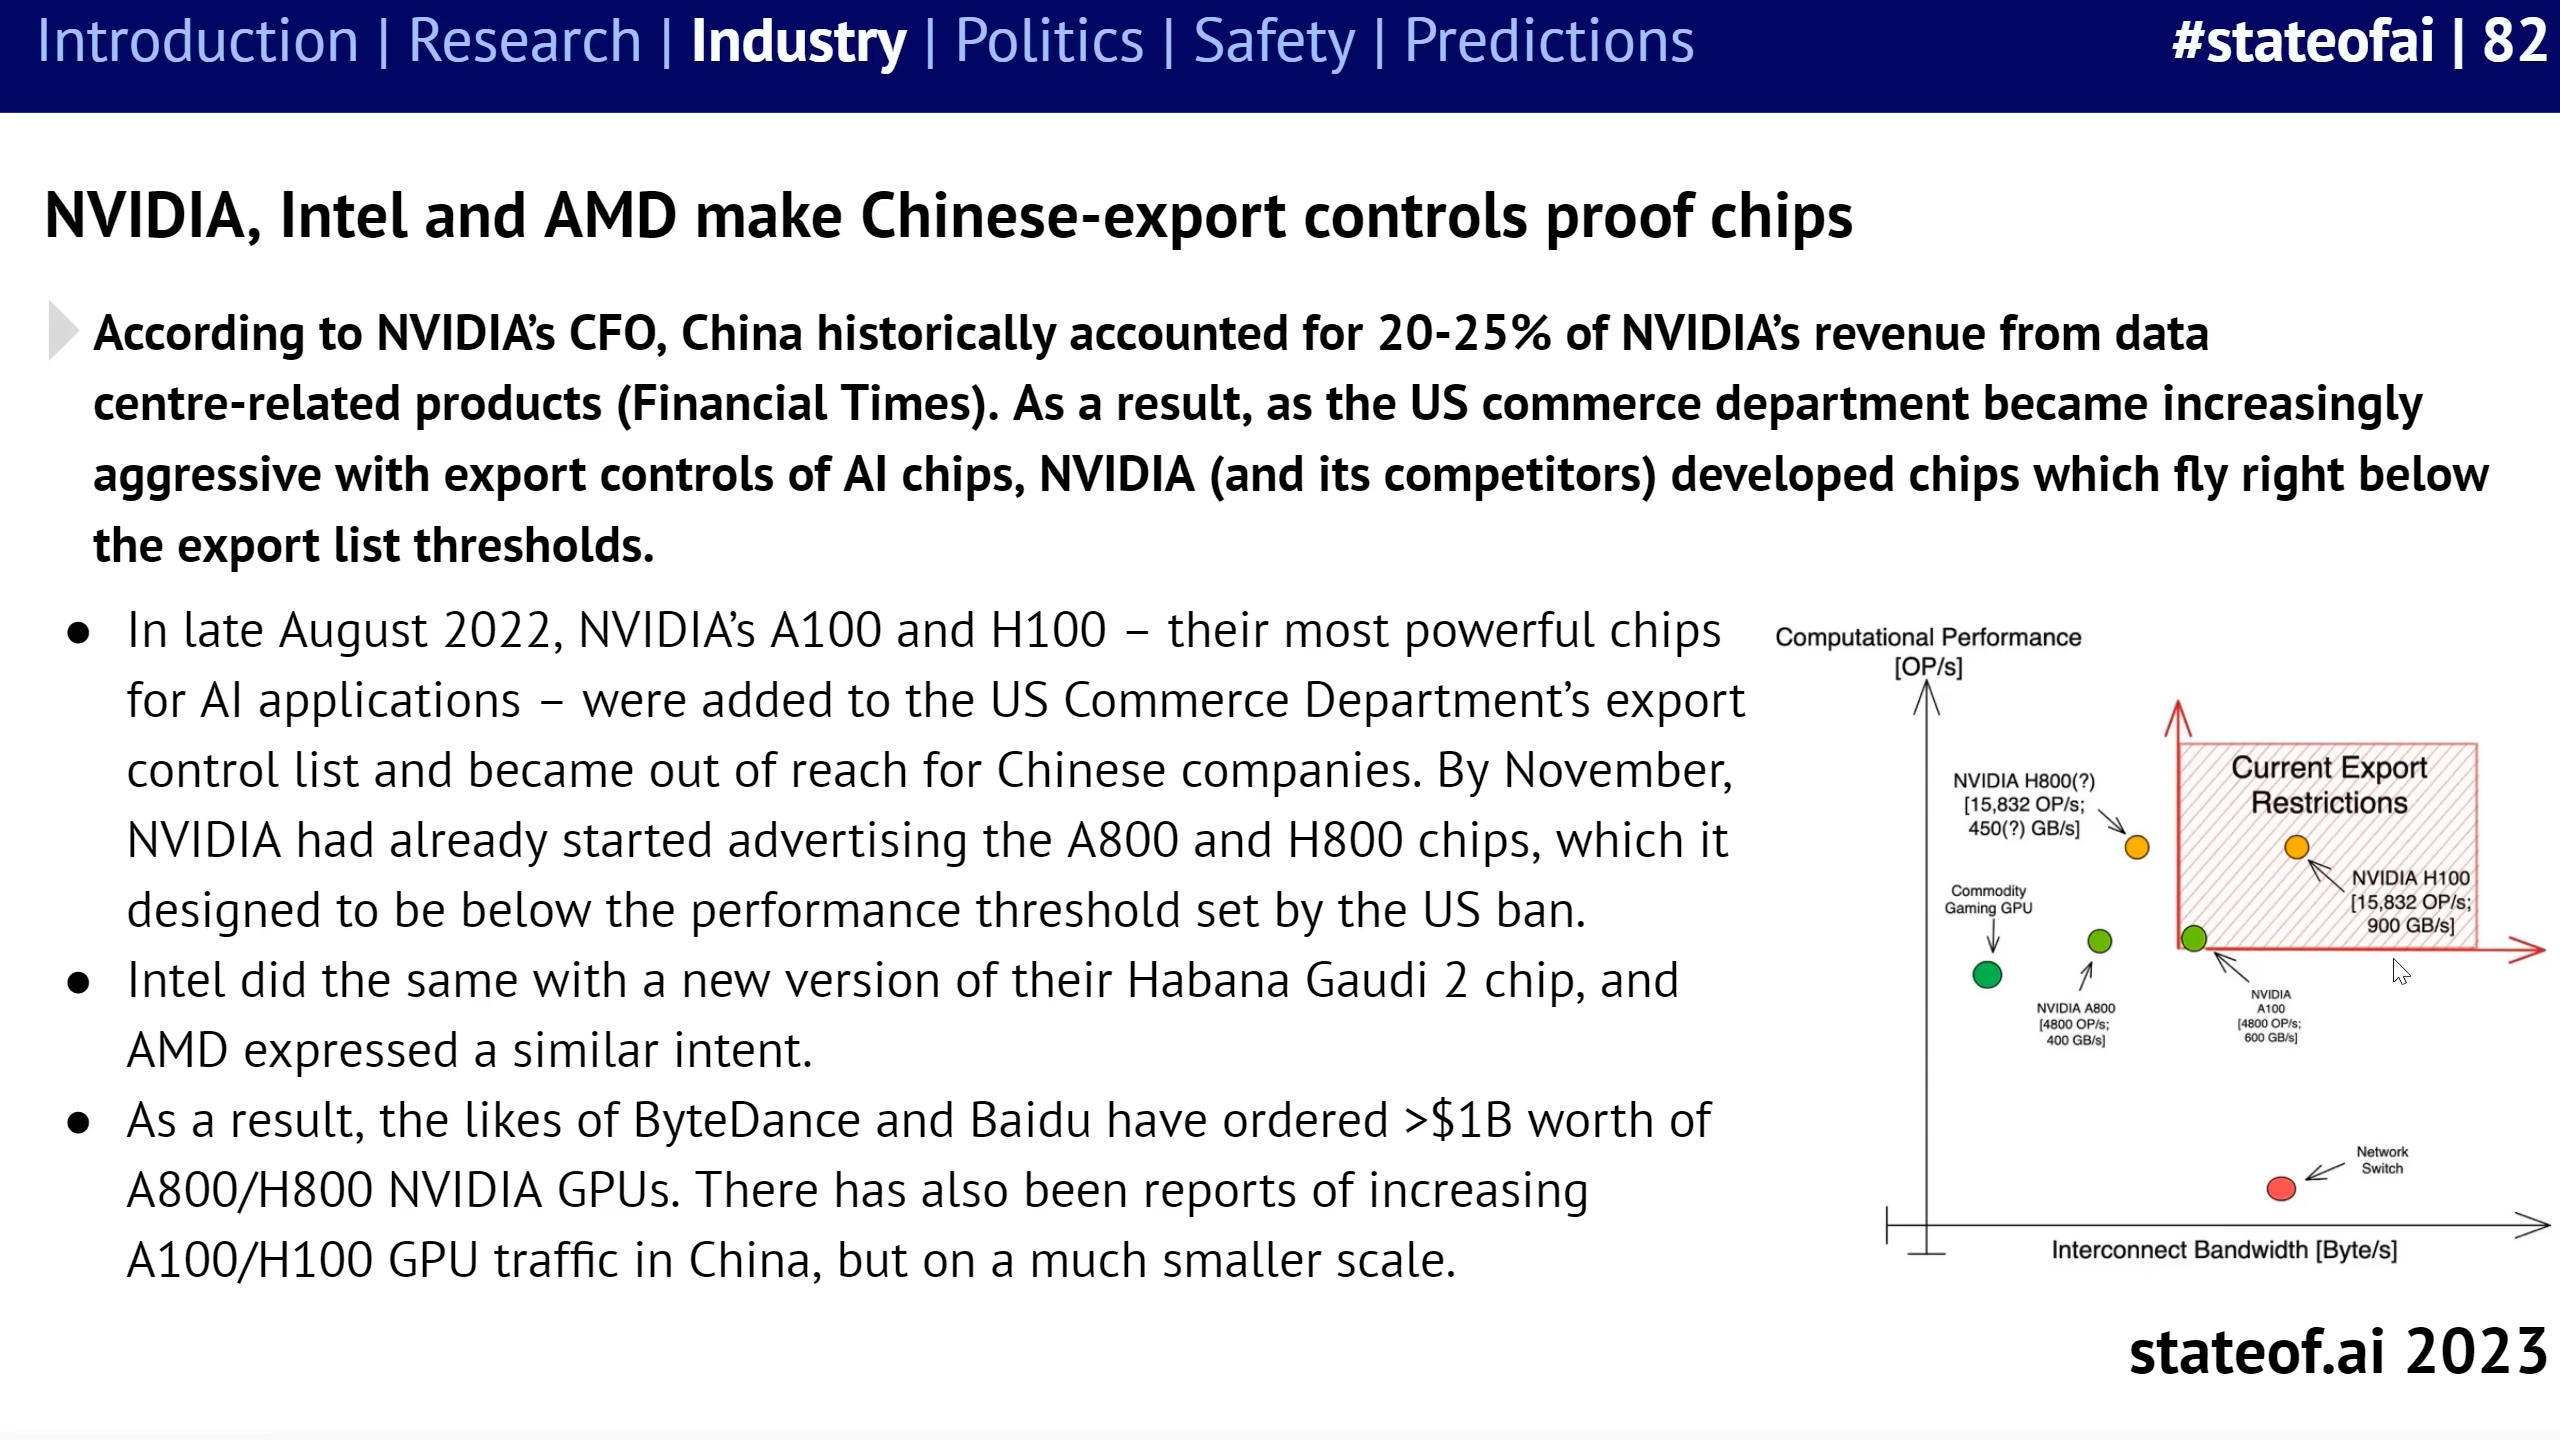 Introduction | Research | Industry | Politics | Safety | Predictions
#stateofai | 82
NVIDIA, Intel and AMD make Chinese-export controls proof chips
According to NVIDIA’s CFO, China historically accounted for 20-25% of NVIDIA’s revenue from data
centre-related products (Financial Times). As a result, as the US commerce department became increasingly
aggressive with export controls of AI chips, NVIDIA (and its competitors) developed chips which fly right below
the export list thresholds.
● In late August 2022, NVIDIA’s A100 and H100 – their most powerful chips
for AI applications – were added to the US Commerce Department’s export
control list and became out of reach for Chinese companies. By November,
NVIDIA had already started advertising the A800 and H800 chips, which it
designed to be below the performance threshold set by the US ban.
● Intel did the same with a new version of their Habana Gaudi 2 chip, and
AMD expressed a similar intent.
● As a result, the likes of ByteDance and Baidu have ordered >$1B worth of
A800/H800 NVIDIA GPUs. There has also been reports of increasing
A100/H100 GPU traffic in China, but on a much smaller scale.
Computational Performance
[OP/s]
Current Export
Restrictions
NVIDIA H800(?)
[15,832 OP/s;
450(?) GB/s]
NVIDIA H100
[15,832 OP/s;
900 GB/s]
Commodity
Gaming GPU
NVIDIA A800
[4800 OP/s;
400 GB/s]
NVIDIA
A100
[4800 OP/s;
600 GB/s]
Network
Switch
Interconnect Bandwidth [Byte/s]
stateof.ai 2023